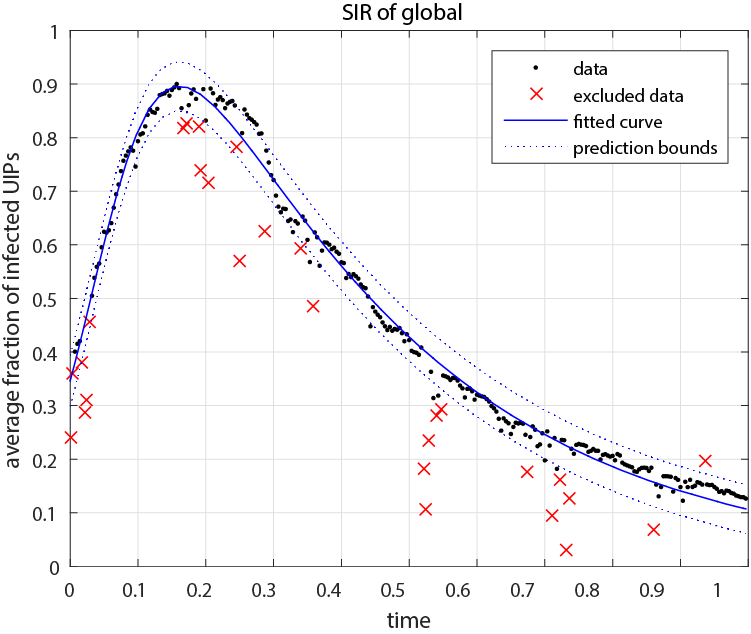 SIR of global
1
0.9
0.8
0.7
0.6
0.5
0.4
0.3
0.2
0.1
0
average fraction of infected UIPs
data
excluded data
fitted curve
prediction bounds
0 0.1 0.2 0.3 0.4 0.5 0.6 0.7 0.8 0.9 1
time